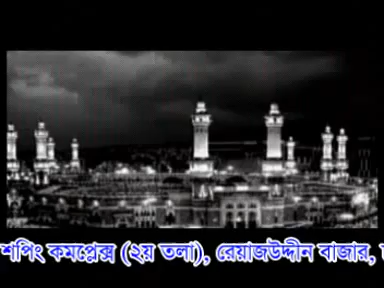 শপিং কমপ্লেক্স (২য় তলা), রেয়াজউদ্দীন বাজার,